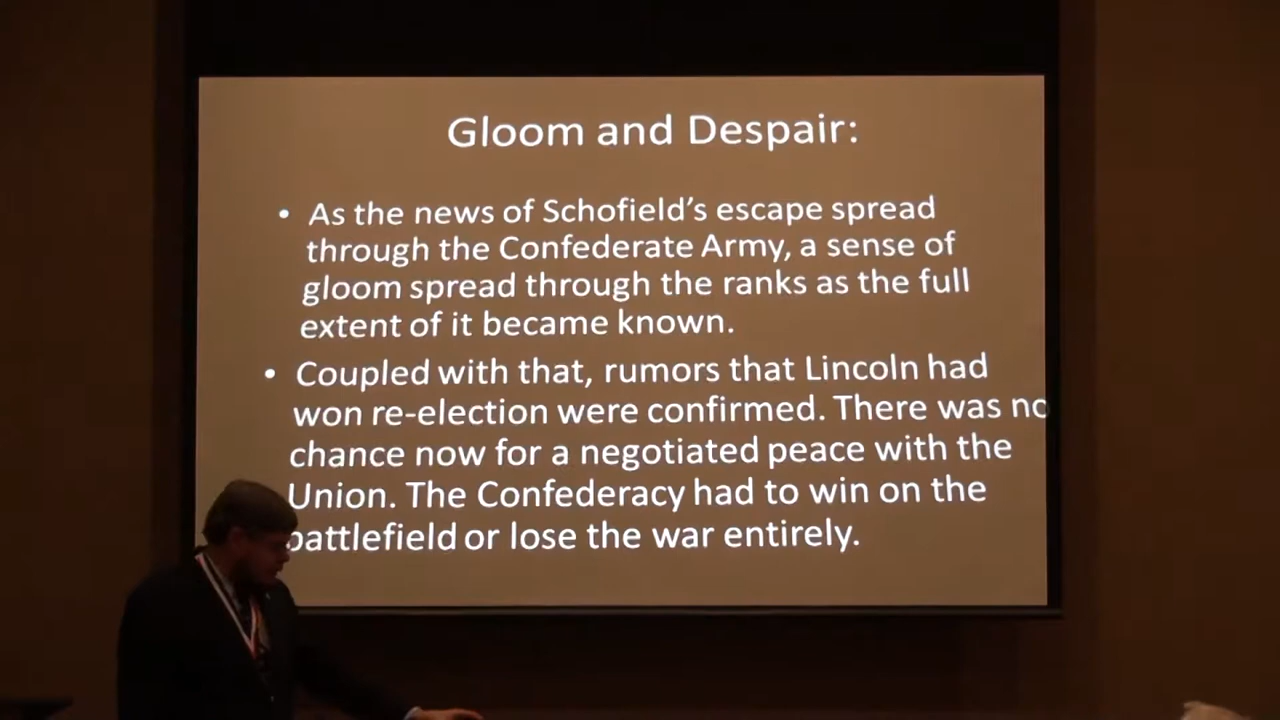 Gloom and Despair:
• As the news of Schofield's escape spread
through the Confederate Army, a sense of
gloom spread through the ranks as the full
extent of it became known.
• Coupled with that, rumors that Lincoln had
won re-election were confirmed. There was no
chance now for a negotiated peace with the
Union. The Confederacy had to win on the
battlefield or lose the war entirely.